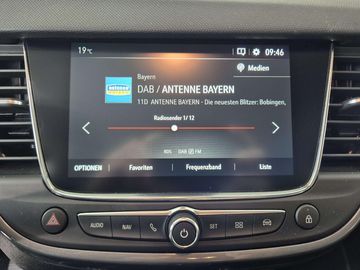 19°C
09:46
Medien
antenne
Bayern
DAB / ANTENNE BAYERN
11D ANTENNE BAYERN - Die neuesten Blitzer: Bobingen,
Radiosender 1/12
RDS DAB FM
OPTIONEN Favoriten Frequenzband Liste
AUDIO NAV SET